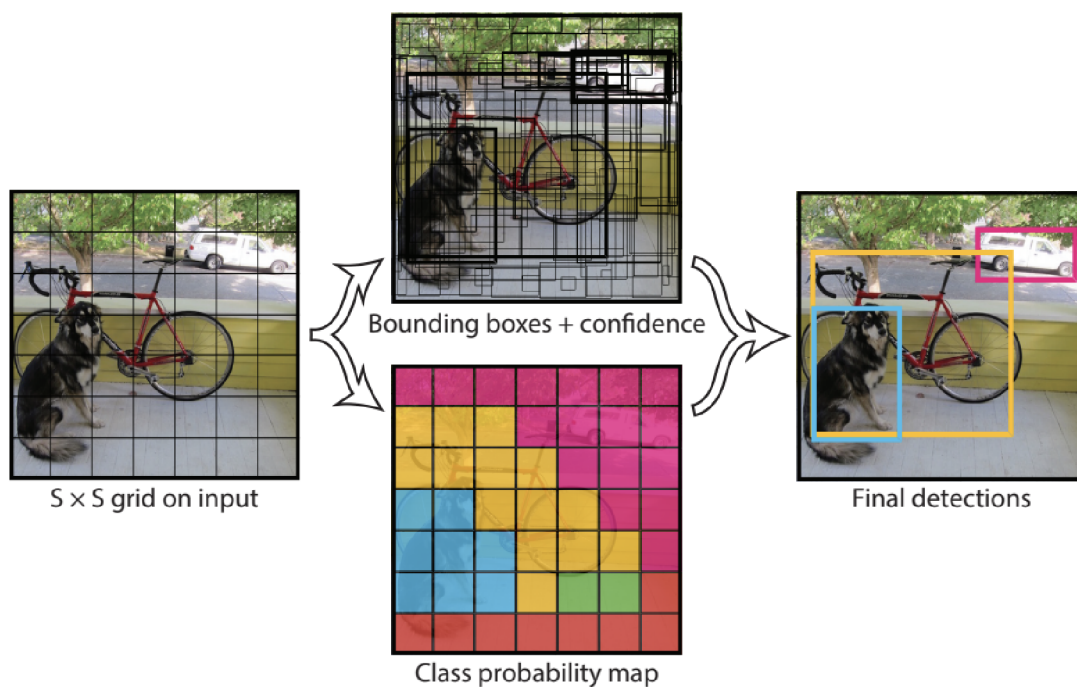 S × S grid on input
Bounding boxes + confidence
Class probability map
Final detections